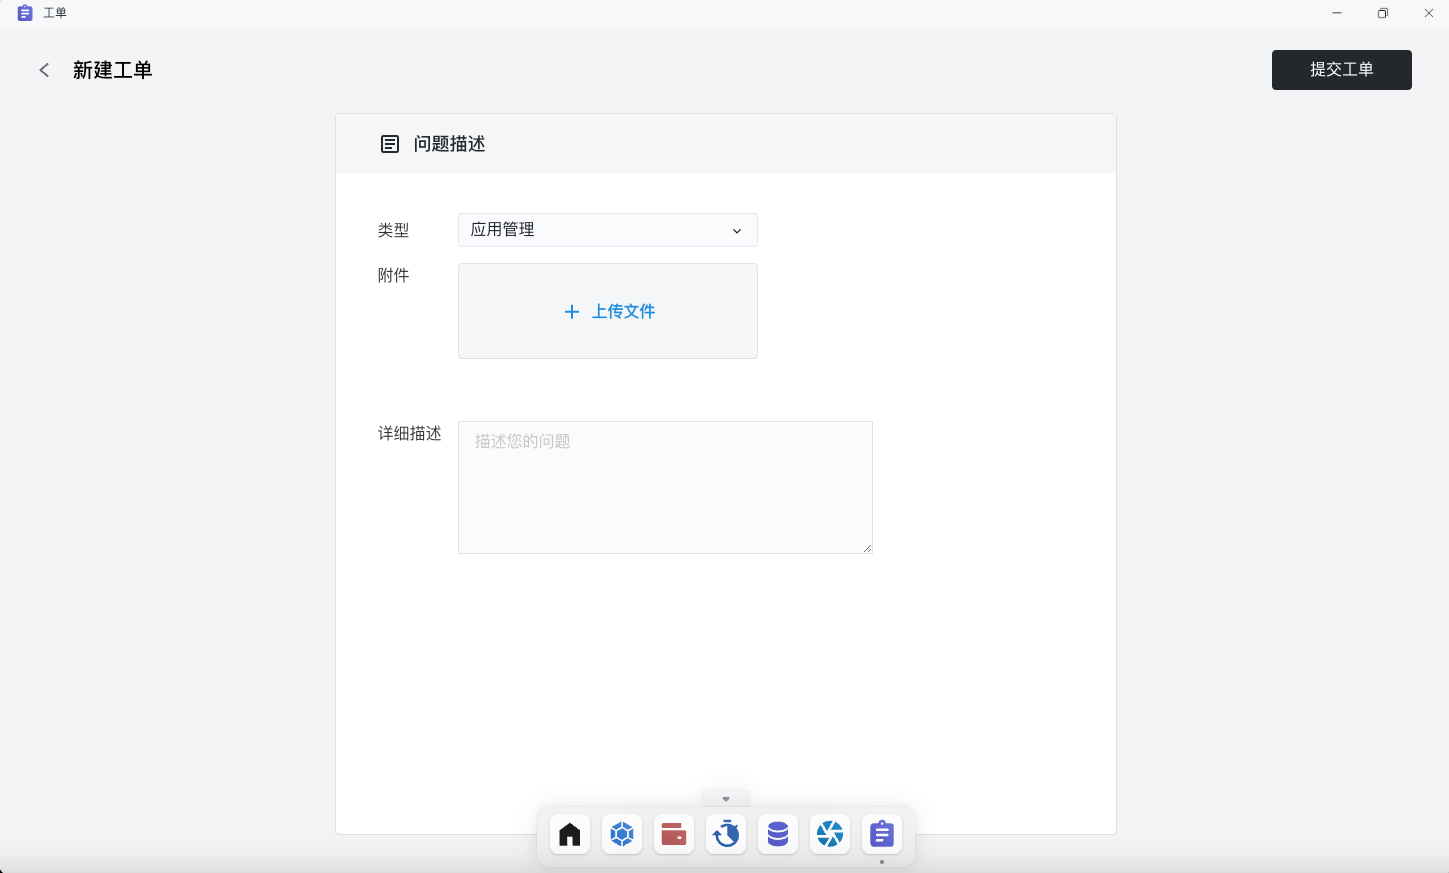 工单
新建工单
提交工单
问题描述
类型
应用管理
附件
上传文件
详细描述
描述您的问题